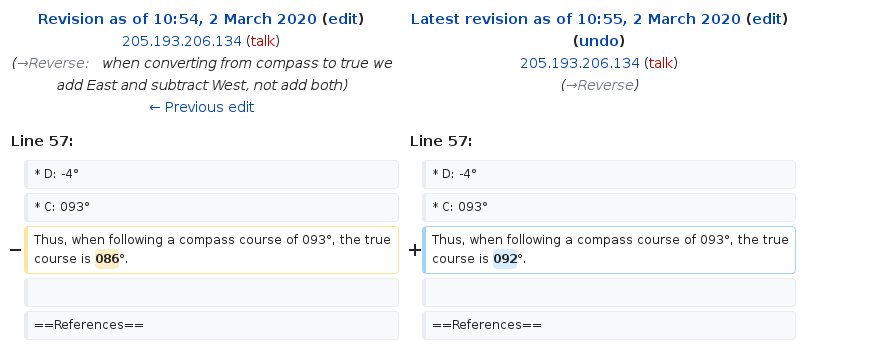 Revision as of 10:54, 2 March 2020 (edit)
205.193.206.134 (talk)
(→Reverse: when converting from compass to true we
add East and subtract West, not add both)
← Previous edit
Latest revision as of 10:55, 2 March 2020 (edit)
(undo)
205.193.206.134 (talk)
(→Reverse)
Line 57:
Line 57:
* D: -4°
* D: -4°
* C: 093°
* C: 093°
− Thus, when following a compass course of 093°, the true
course is 086°.
+ Thus, when following a compass course of 093°, the true
course is 092°.
==References==
==References==